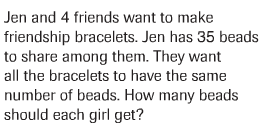 Jen and 4 friends want to make
friendship bracelets. Jen has 35 beads
to share among them. They want
all the bracelets to have the same
number of beads. How many beads
should each girl get?